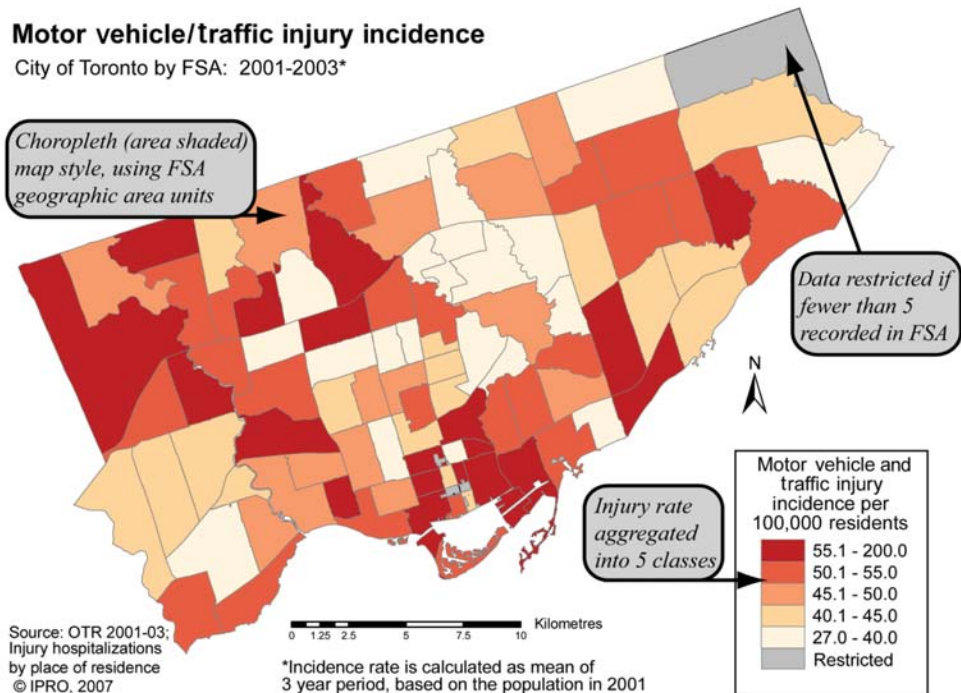 Motor vehicle/traffic injury incidence
City of Toronto by FSA: 2001-2003*
Choropleth (area shaded)
map style, using FSA
geographic area units
Data restricted if
fewer than 5
recorded in FSA
N
Injury rate
aggregated
into 5 classes
Motor vehicle and
traffic injury
incidence per
100,000 residents
55.1 - 200.0
50.1 - 55.0
45.1 - 50.0
40.1 - 45.0
27.0 - 40.0
Restricted
Source: OTR 2001-03;
Injury hospitalizations
by place of residence
© IPRO, 2007
0 1.25 2.5 5 7.5 10 Kilometres
*Incidence rate is calculated as mean of
3 year period, based on the population in 2001